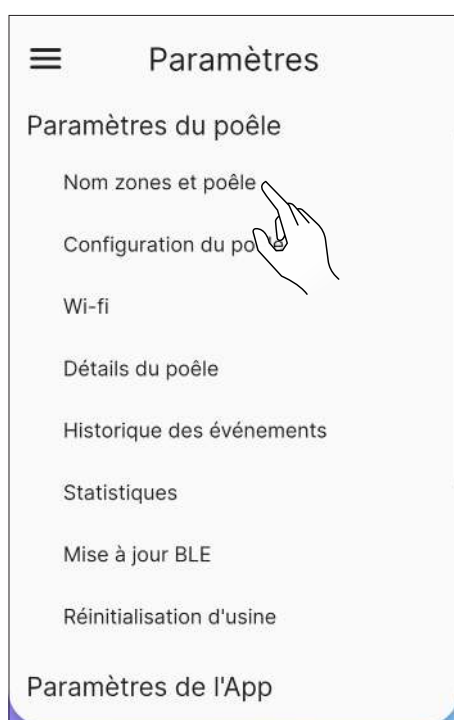 Paramètres
Paramètres du poêle
Nom zones et poêle
Configuration du poêle
Wi-fi
Détails du poêle
Historique des événements
Statistiques
Mise à jour BLE
Réinitialisation d'usine
Paramètres de l'App